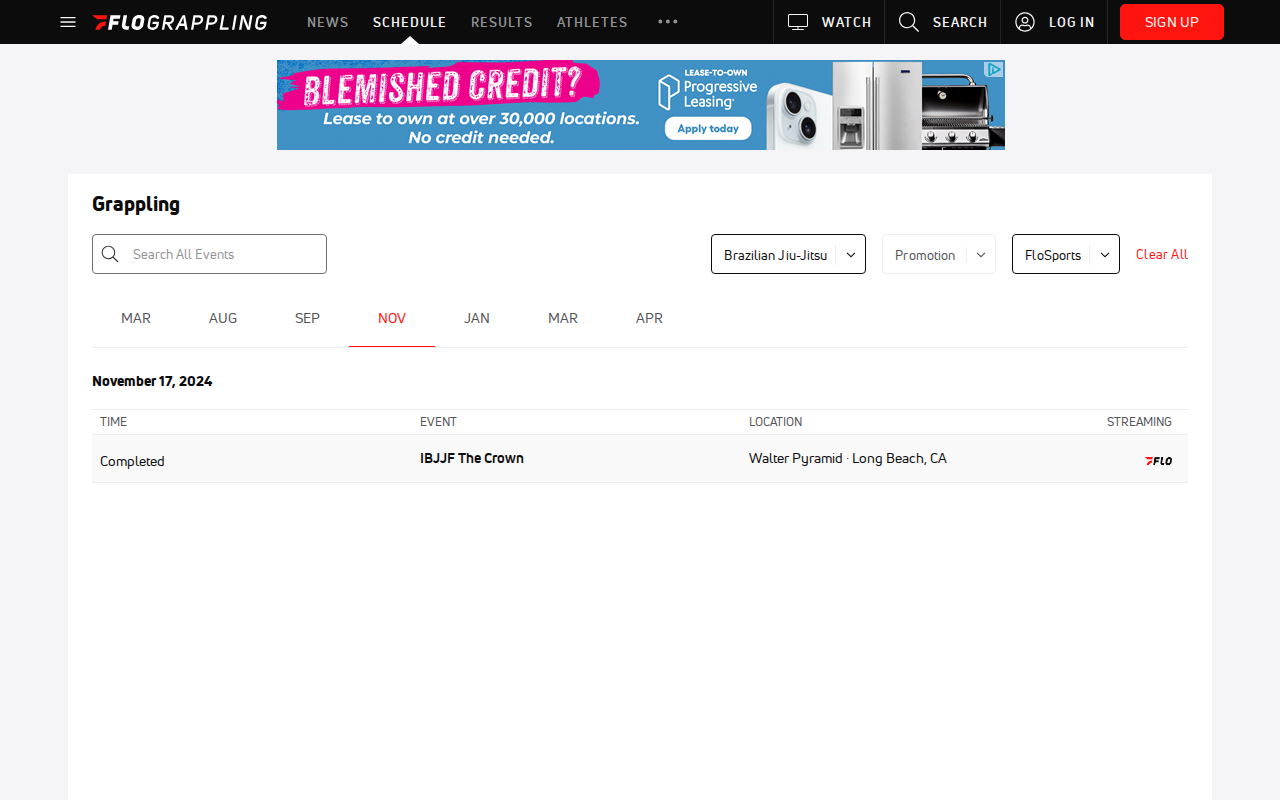 FLOGRAPPLING NEWS SCHEDULE RESULTS ATHLETES WATCH SEARCH LOG IN SIGN UP
BLEMISHED CREDIT?
Lease to own at over 30,000 locations.
No credit needed.
LEASE-TO-OWN
Progressive
Leasing
Apply today
Grappling
Search All Events Brazilian Jiu-Jitsu Promotion FloSports Clear All
MAR AUG SEP NOV JAN MAR APR
November 17, 2024
TIME EVENT LOCATION STREAMING
Completed IBJJF The Crown Walter Pyramid · Long Beach, CA FLO